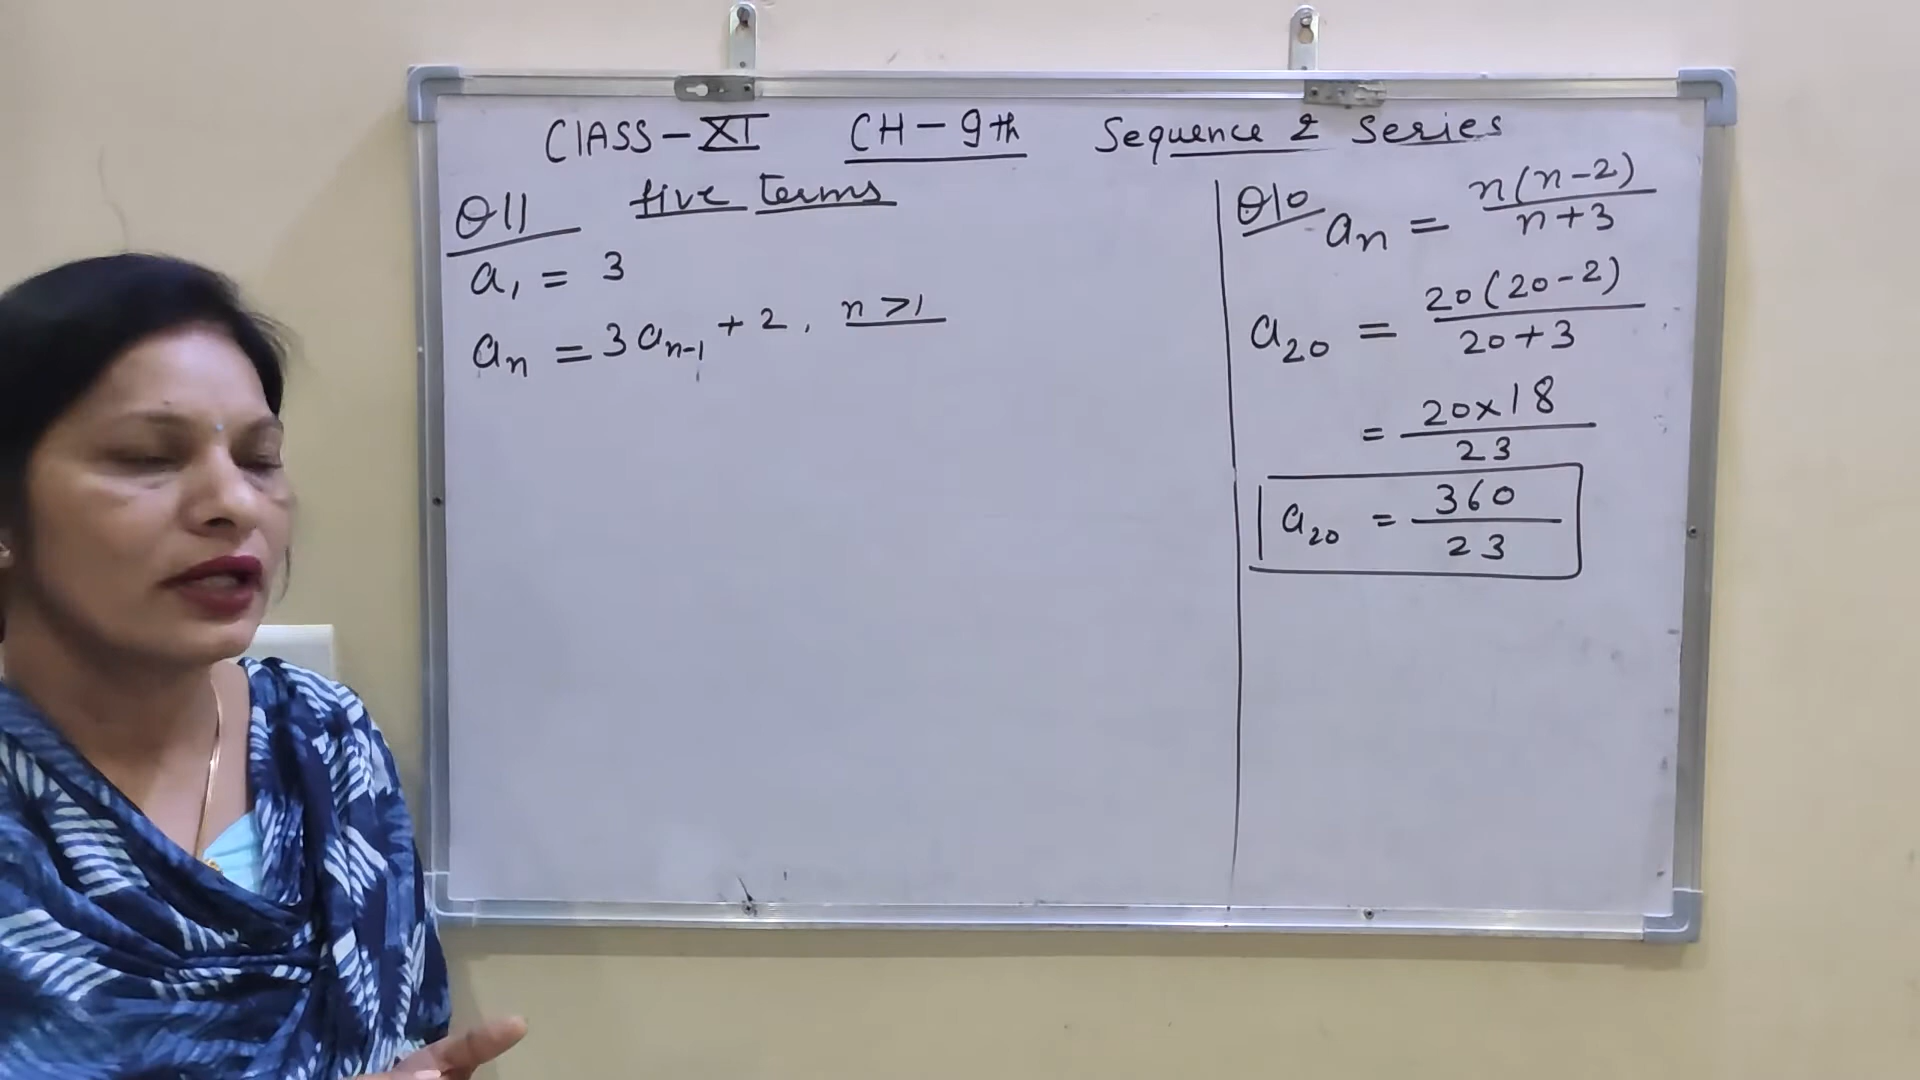 CLASS-XI CH-9th Sequence & Series
Q11 five terms
a₁ = 3
aₙ = 3aₙ₋₁ + 2, n>1
Q10 aₙ = n(n-2)/n+3
a₂₀ = 20(20-2)/20+3
= 20×18/23
a₂₀ = 360/23